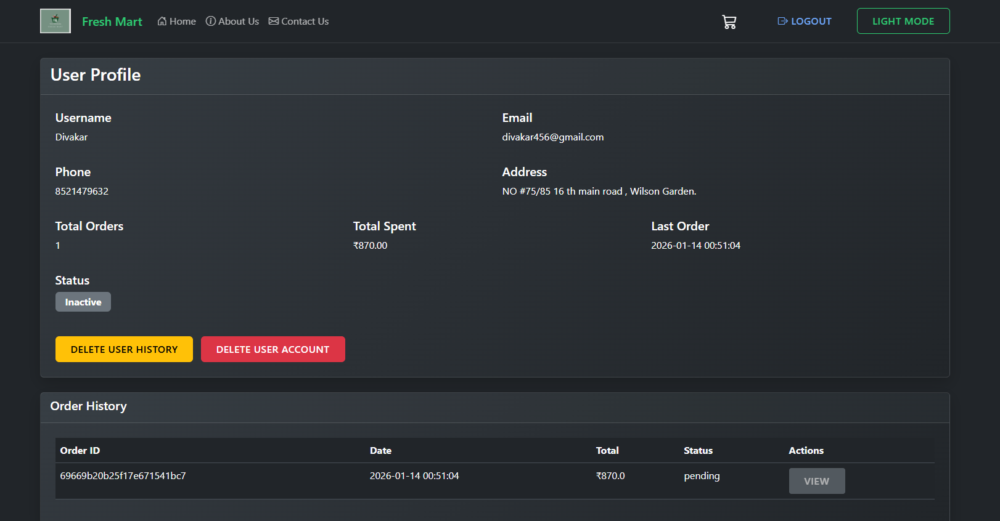 Fresh Mart Home About Us Contact Us LOGOUT LIGHT MODE
User Profile
Username Email
Divakar divakar456@gmail.com
Phone Address
8521479632 NO #75/85 16 th main road , Wilson Garden.
Total Orders Total Spent Last Order
1 ₹870.00 2026-01-14 00:51:04
Status
Inactive
DELETE USER HISTORY DELETE USER ACCOUNT
Order History
Order ID Date Total Status Actions
69669b20b25f17e671541bc7 2026-01-14 00:51:04 ₹870.0 pending VIEW